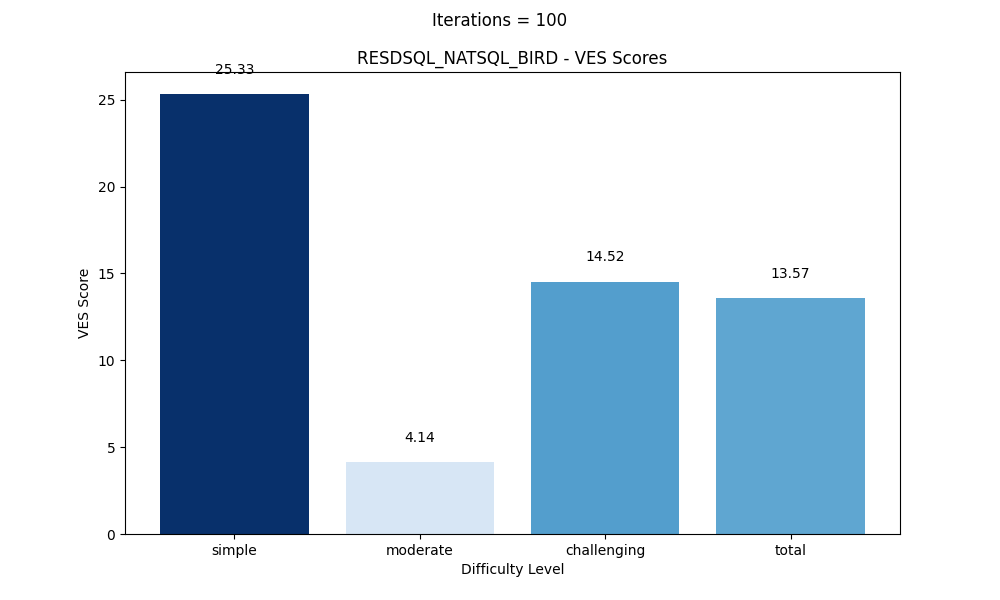 Iterations = 100
RESDSQL_NATSQL_BIRD - VES Scores
25.33
25
20
15
10
5
0
14.52
13.57
4.14
VES Score
simple
moderate
challenging
total
Difficulty Level